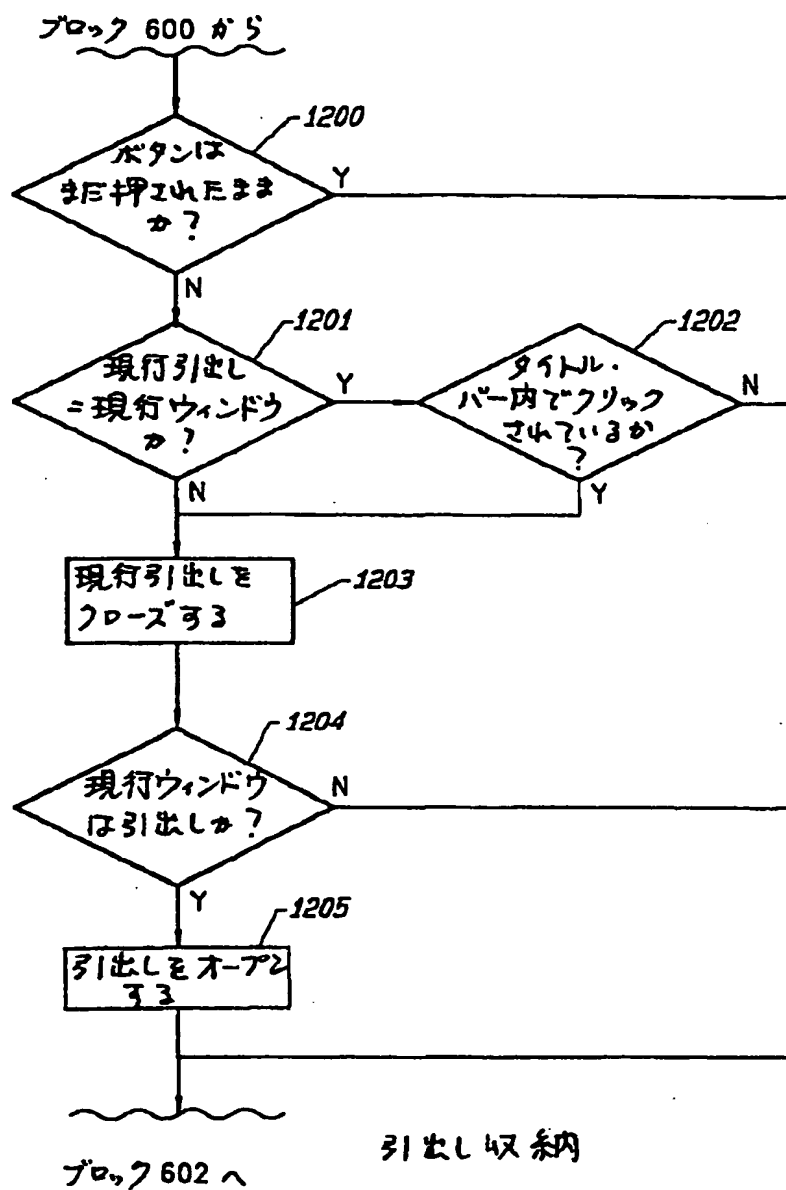 ブロック 600 から
1200
ボタンは
まだ押されたまま
か?
Y
N
1201
現行引出し
=現行ウィンドウ
か?
Y
N
1202
タイトル・
バー内でクリック
されているか
?
N
Y
現行引出しを
クローズする
1203
1204
現行ウィンドウ
は引出しか?
N
Y
1205
引出しをオープン
する
引出し収納
ブロック 602 へ